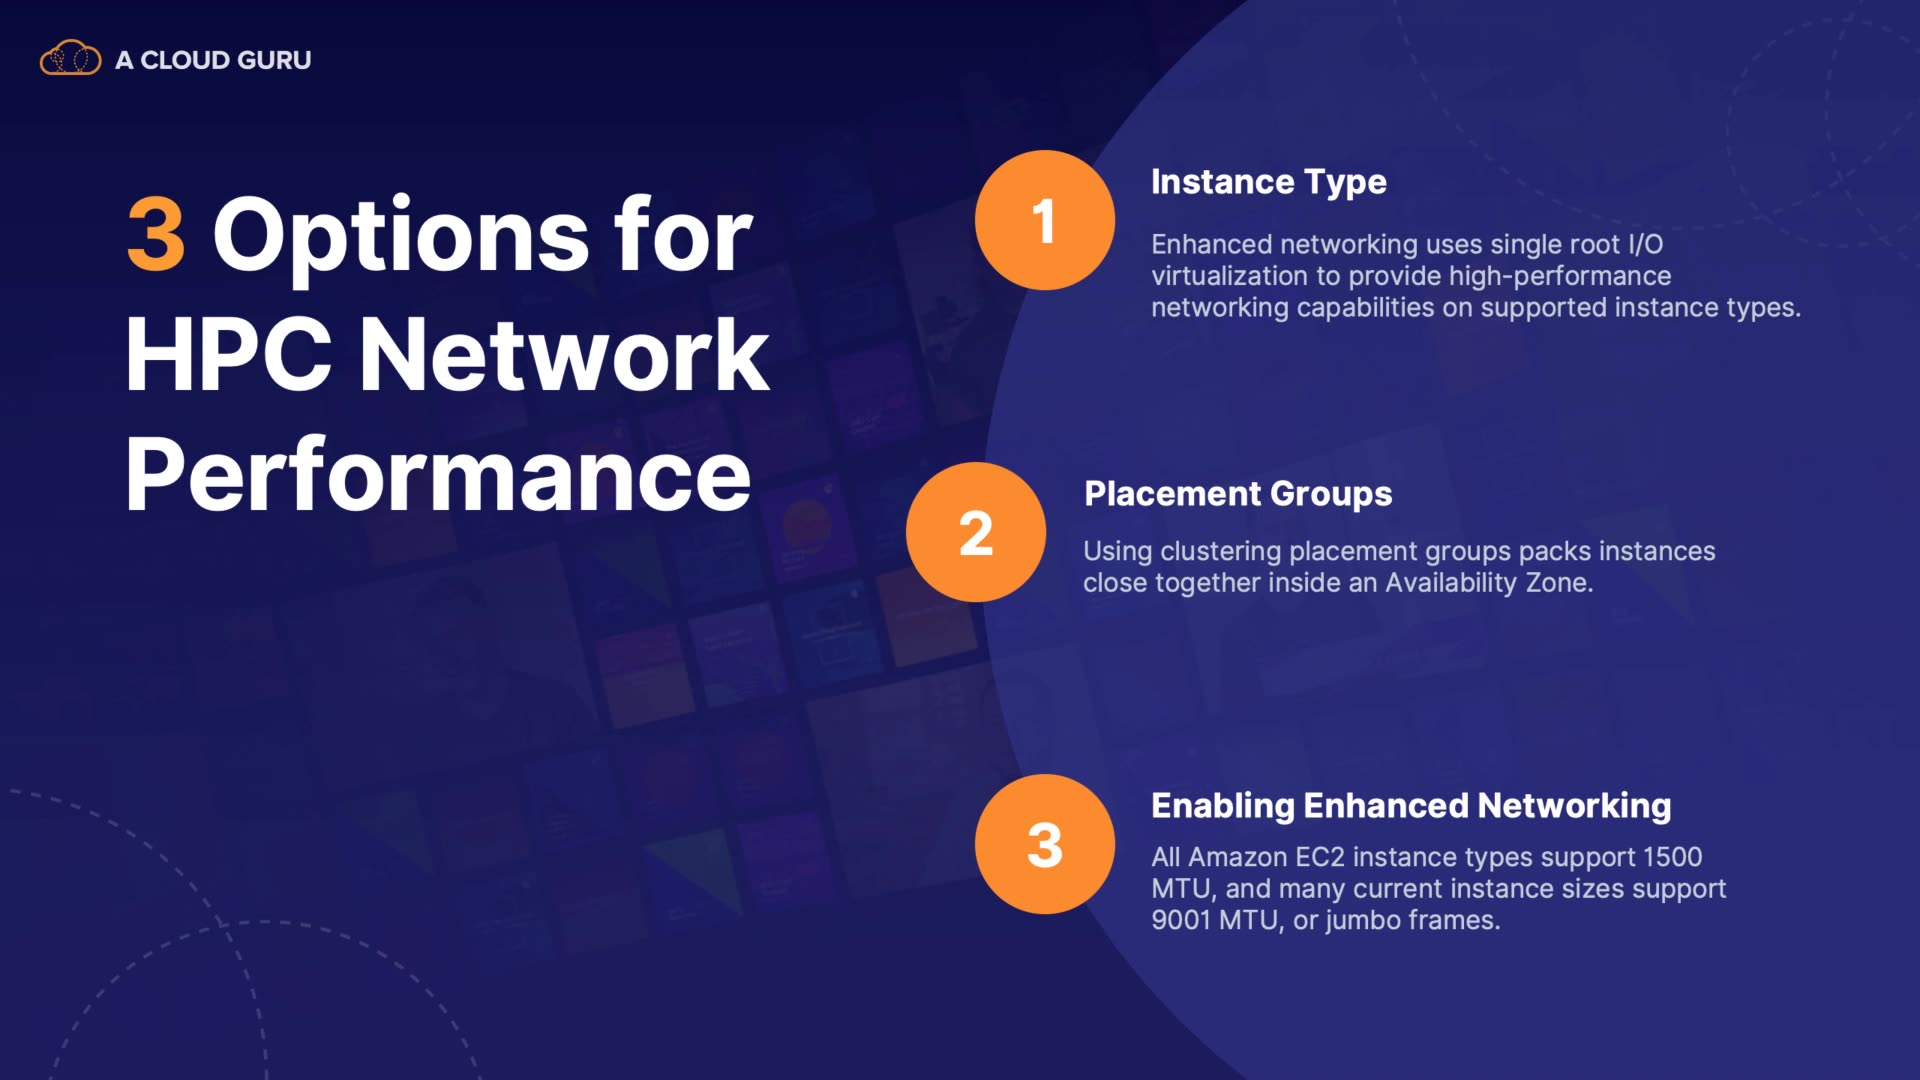 A CLOUD GURU
3 Options for
HPC Network
Performance
1
Instance Type
Enhanced networking uses single root I/O
virtualization to provide high-performance
networking capabilities on supported instance types.
2
Placement Groups
Using clustering placement groups packs instances
close together inside an Availability Zone.
3
Enabling Enhanced Networking
All Amazon EC2 instance types support 1500
MTU, and many current instance sizes support
9001 MTU, or jumbo frames.